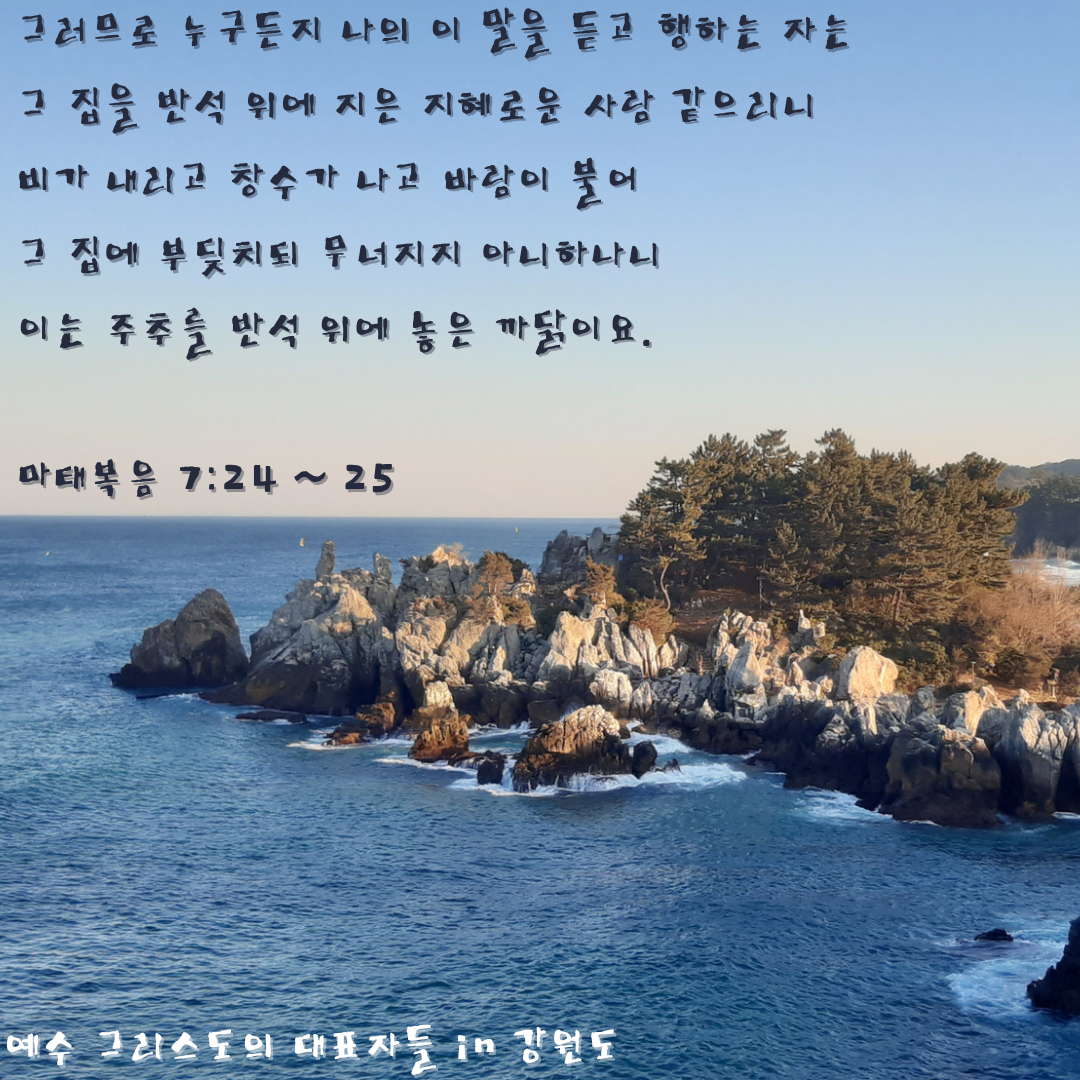 그러므로 누구든지 나의 이 말을 듣고 행하는 자는
그 집을 반석 위에 지은 지혜로운 사람 같으리니
비가 내리고 창수가 나고 바람이 불어
그 집에 부딪치되 무너지지 아니하나니
이는 주추를 반석 위에 놓은 까닭이요.
마태복음 7:24 ~ 25
예수 그리스도의 대표자들 in 강원도